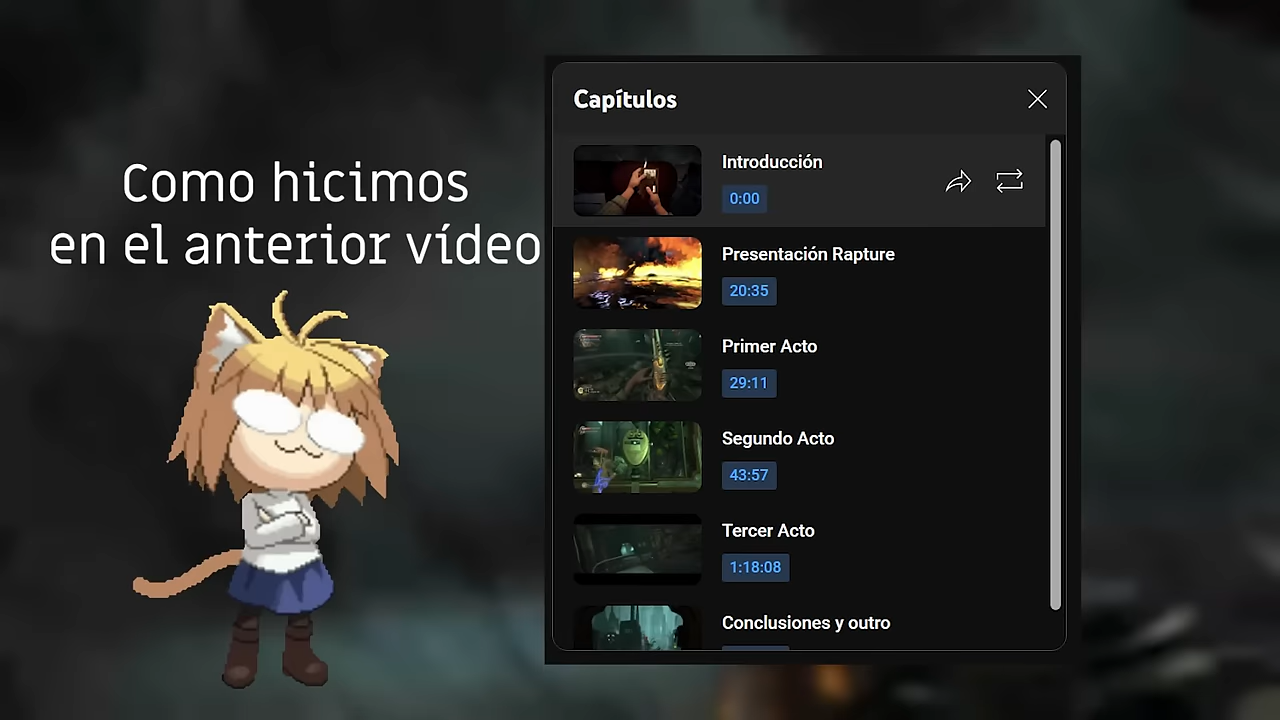 Como hicimos
en el anterior vídeo
Capítulos
Introducción
0:00
Presentación Rapture
20:35
Primer Acto
29:11
Segundo Acto
43:57
Tercer Acto
1:18:08
Conclusiones y outro